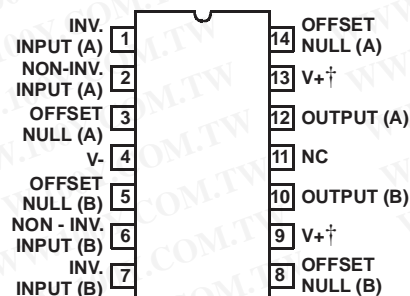 INV.
INPUT (A)
1
NON-INV.
INPUT (A)
2
OFFSET
NULL (A)
3
V-
4
OFFSET
NULL (B)
5
NON - INV.
INPUT (B)
6
INV.
INPUT (B)
7
14
OFFSET
NULL (A)
13
V+†
12
OUTPUT (A)
11
NC
10
OUTPUT (B)
9
V+†
8
OFFSET
NULL (B)